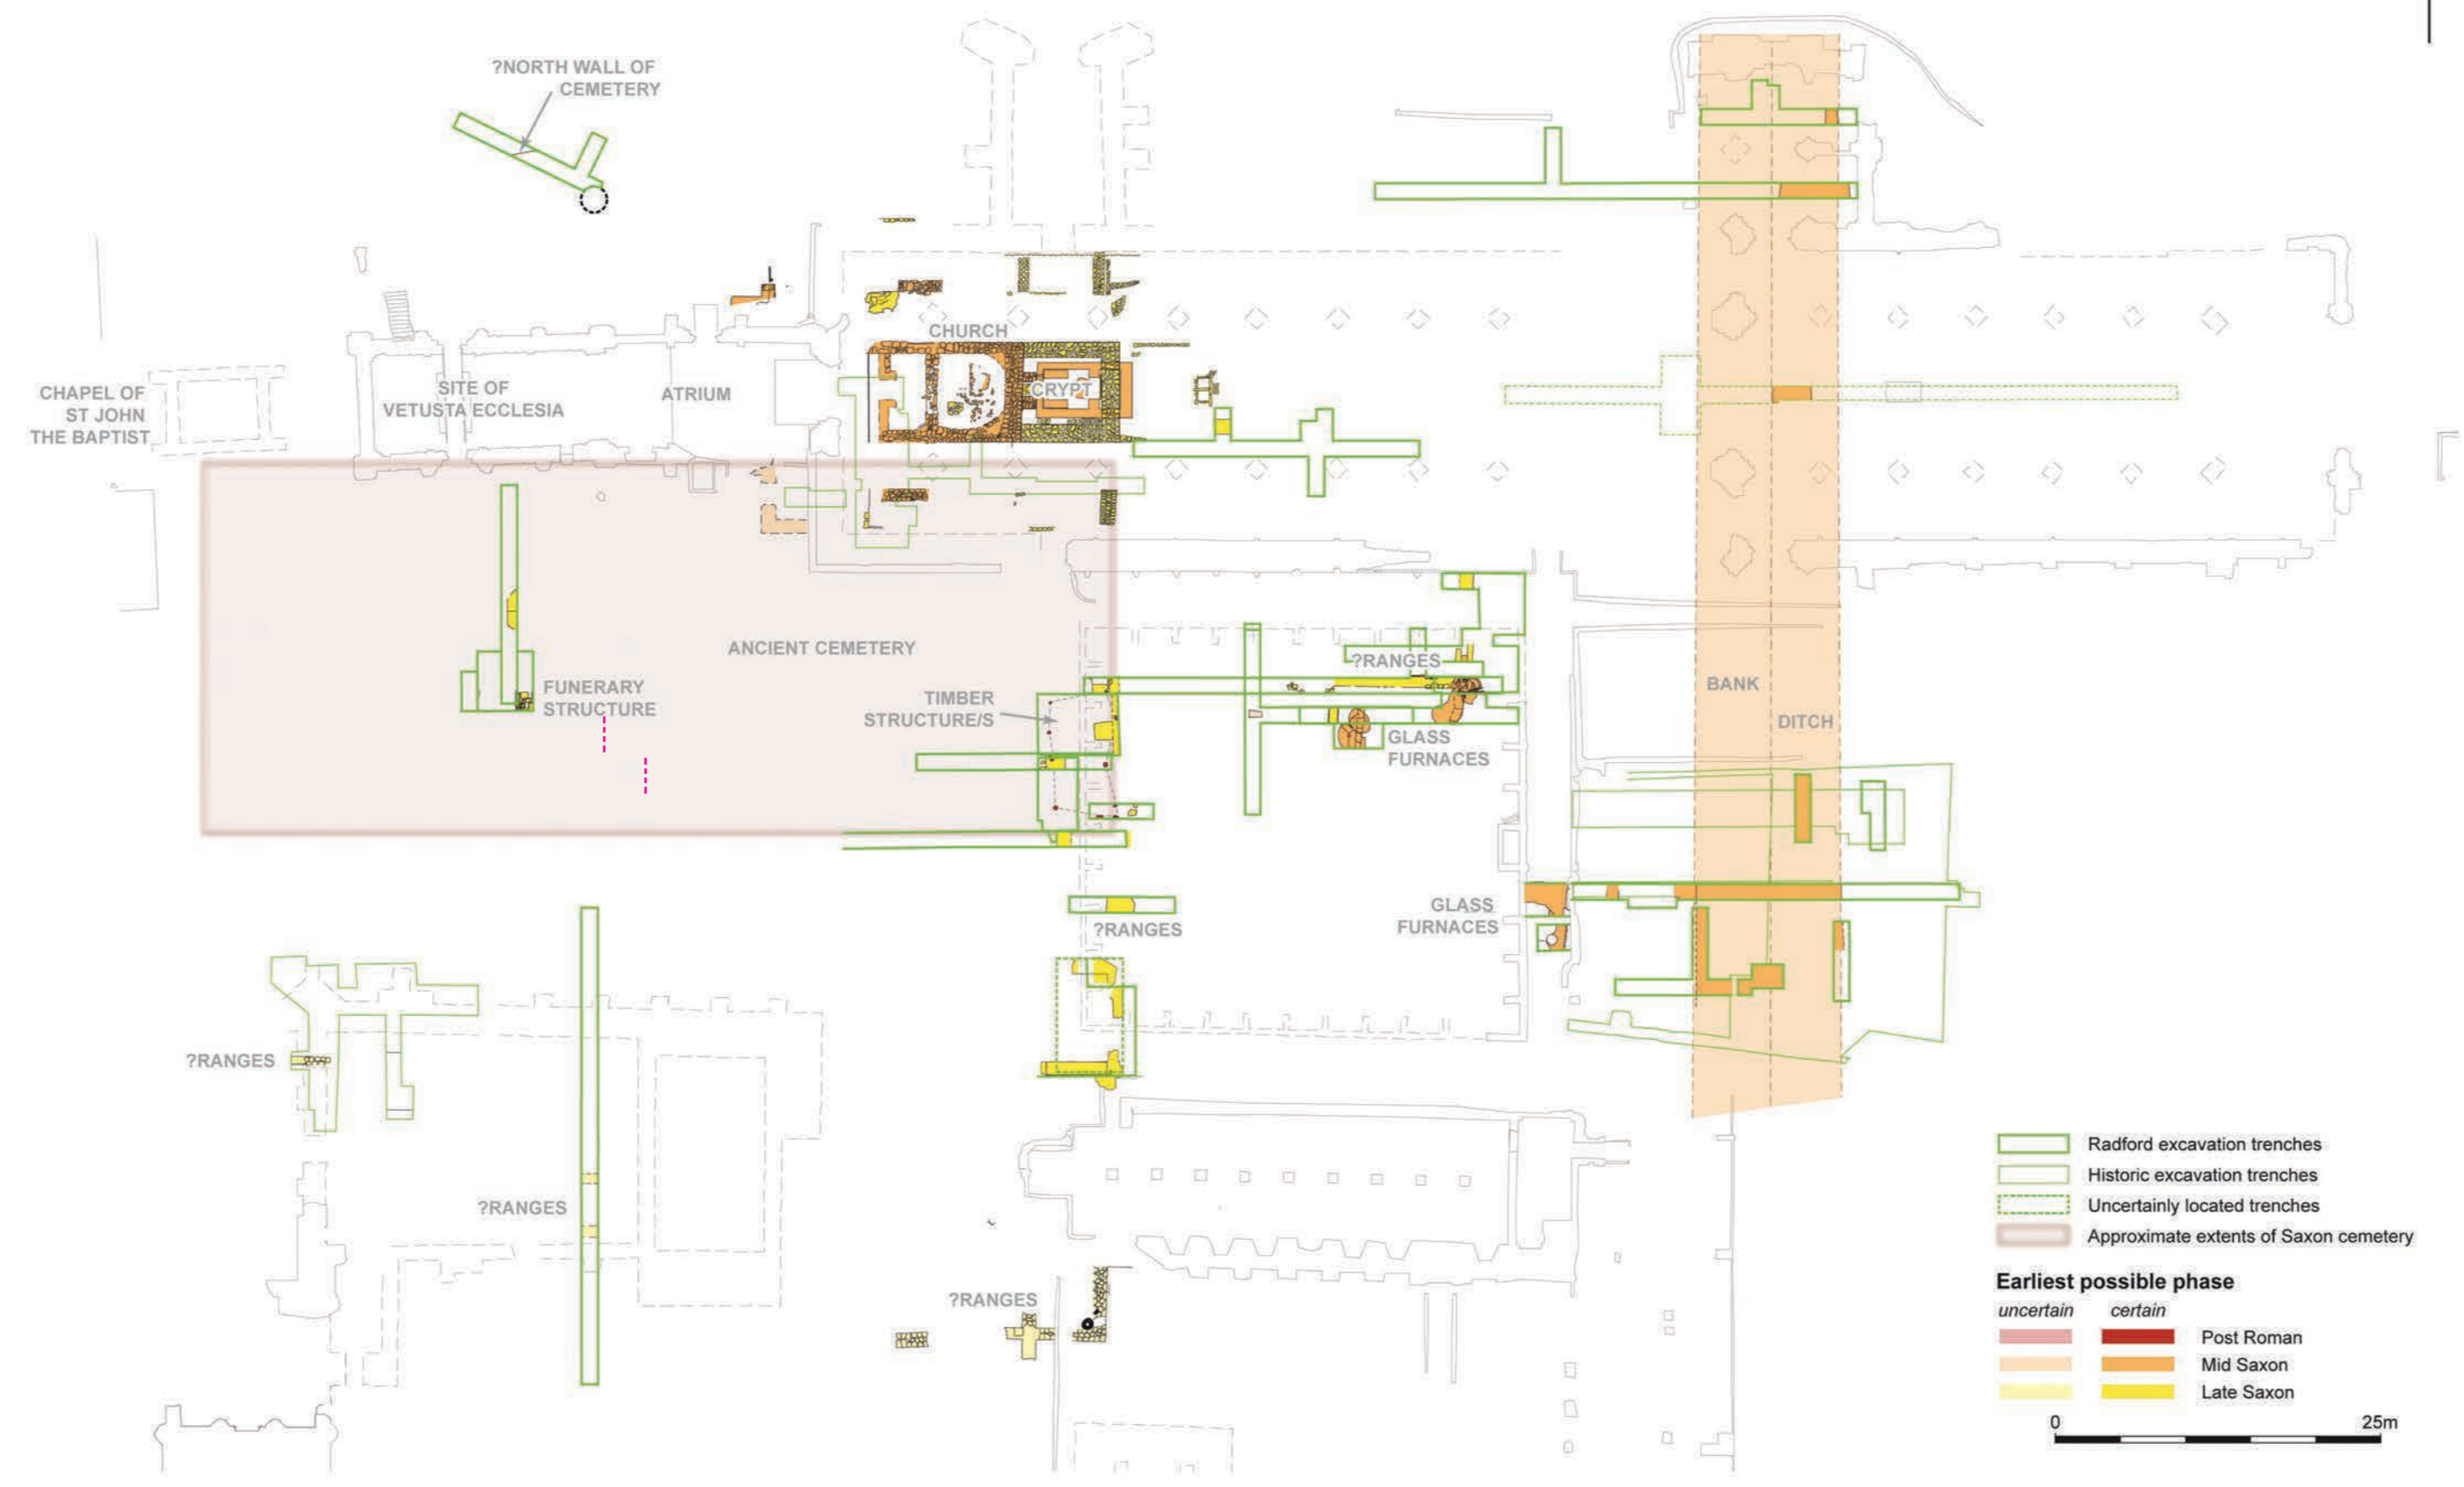 ?NORTH WALL OF
CEMETERY
CHURCH
CRYPT
CHAPEL OF
ST JOHN
THE BAPTIST
SITE OF
VETUSTA ECCLESIA
ATRIUM
ANCIENT CEMETERY
FUNERARY
STRUCTURE
TIMBER
STRUCTURE/S
?RANGES
GLASS
FURNACES
BANK
DITCH
GLASS
FURNACES
?RANGES
?RANGES
?RANGES
?RANGES
Radford excavation trenches
Historic excavation trenches
Uncertainly located trenches
Approximate extents of Saxon cemetery
Earliest possible phase
uncertain certain
Post Roman
Mid Saxon
Late Saxon
0 25m